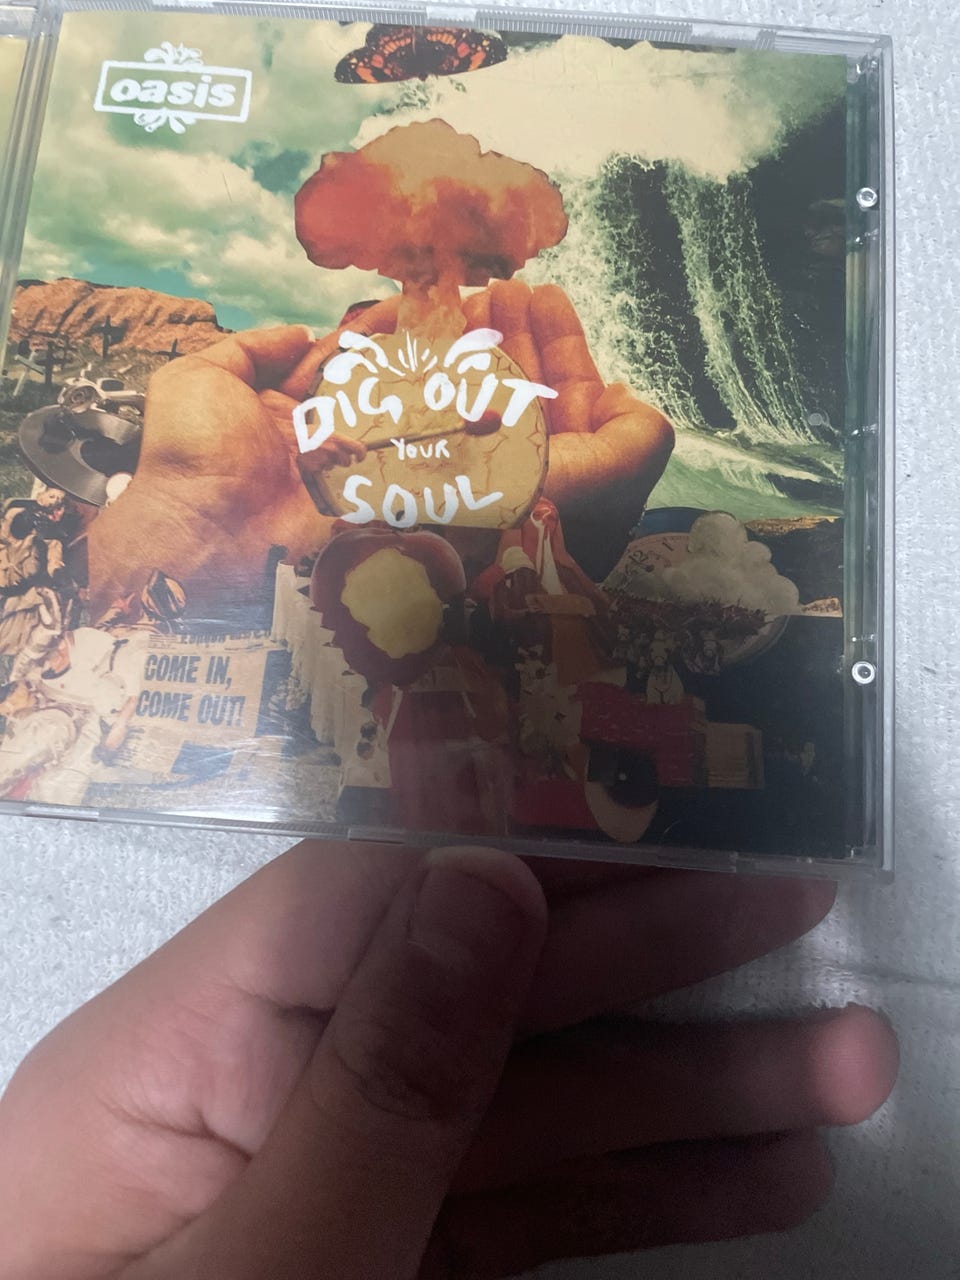 oasis
DIG OUT
YOUR
SOUL
COME IN,
COME OUT!